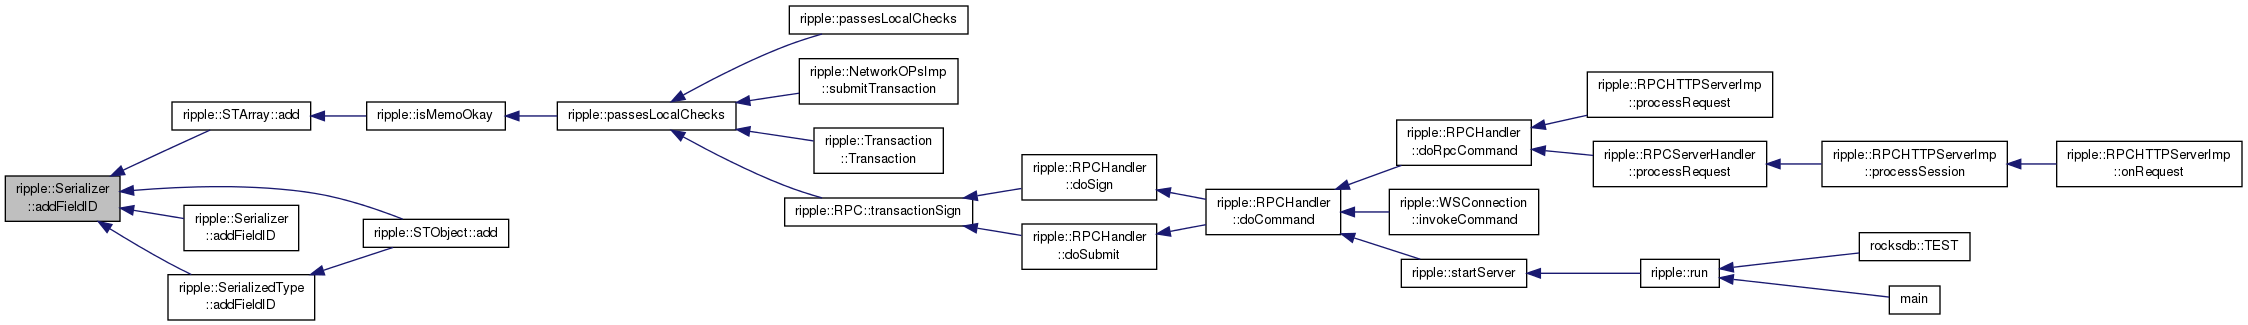 ripple::Serializer
::addFieldID
ripple::STArray::add
ripple::Serializer
::addFieldID
ripple::SerializedType
::addFieldID
ripple::isMemoOkay
ripple::STObject::add
ripple::passesLocalChecks
ripple::passesLocalChecks
ripple::NetworkOPsImp
::submitTransaction
ripple::Transaction
::Transaction
ripple::RPC::transactionSign
ripple::RPCHandler
::doSign
ripple::RPCHandler
::doSubmit
ripple::RPCHandler
::doCommand
ripple::RPCHandler
::doRpcCommand
ripple::WSConnection
::invokeCommand
ripple::startServer
ripple::RPCHTTPServerImp
::processRequest
ripple::RPCServerHandler
::processRequest
ripple::run
ripple::RPCHTTPServerImp
::processSession
rocksdb::TEST
main
ripple::RPCHTTPServerImp
::onRequest